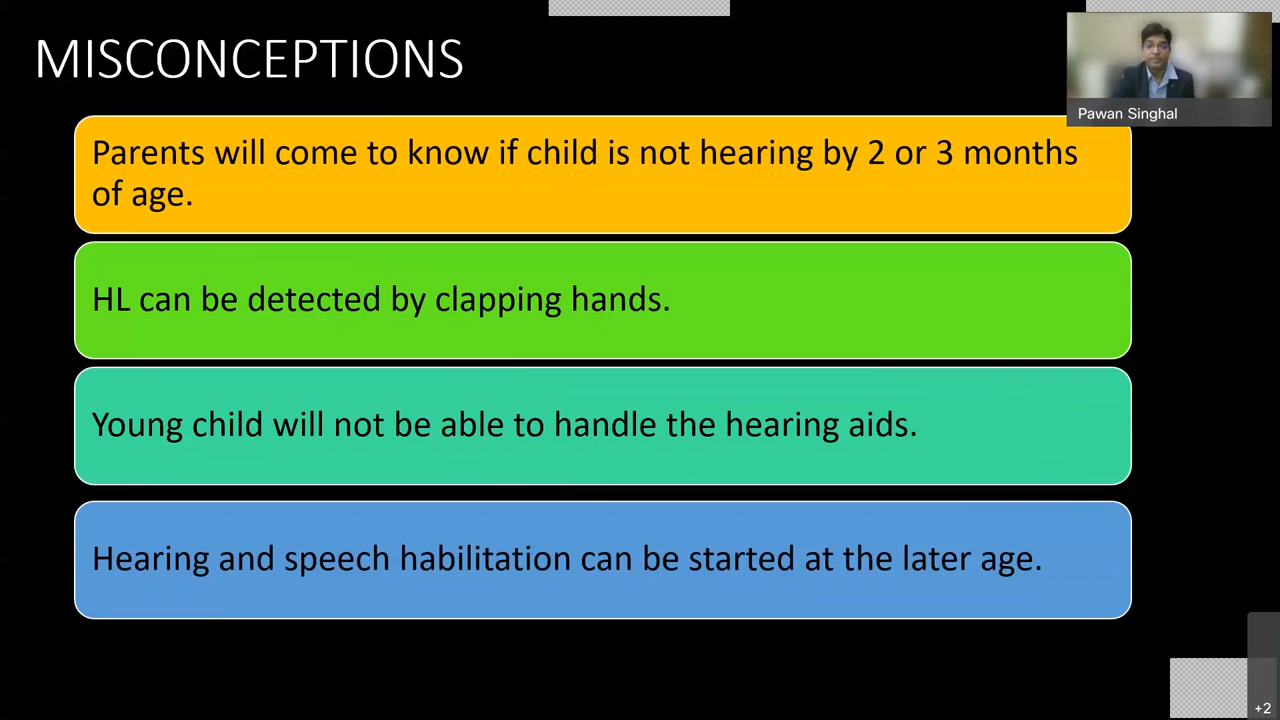 MISCONCEPTIONS
Pawan Singhal
Parents will come to know if child is not hearing by 2 or 3 months
of age.
HL can be detected by clapping hands.
Young child will not be able to handle the hearing aids.
Hearing and speech habilitation can be started at the later age.
+2